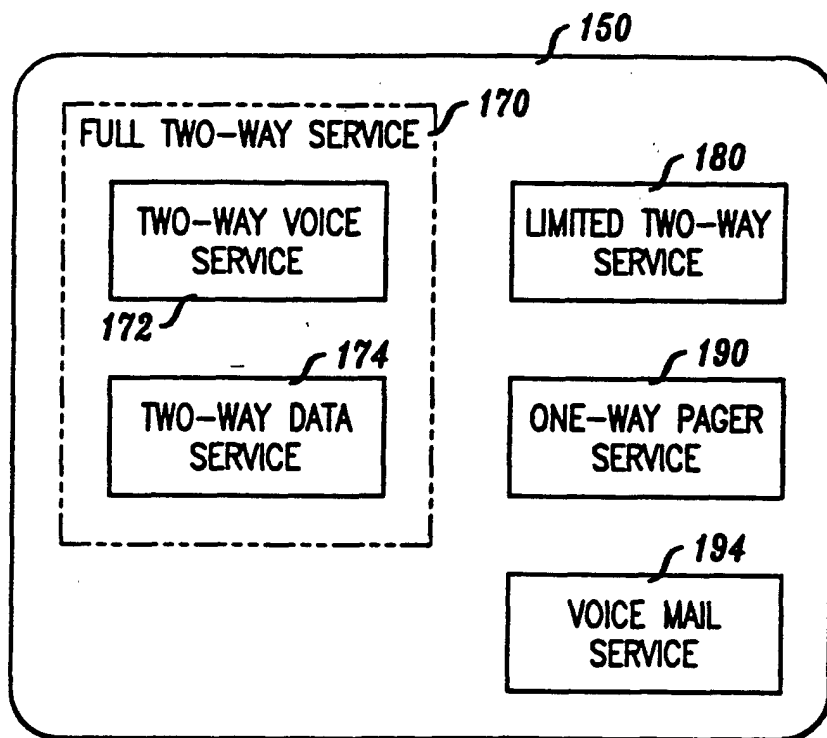 150
170
FULL TWO-WAY SERVICE
TWO-WAY VOICE
SERVICE
172
174
TWO-WAY DATA
SERVICE
180
LIMITED TWO-WAY
SERVICE
190
ONE-WAY PAGER
SERVICE
194
VOICE MAIL
SERVICE